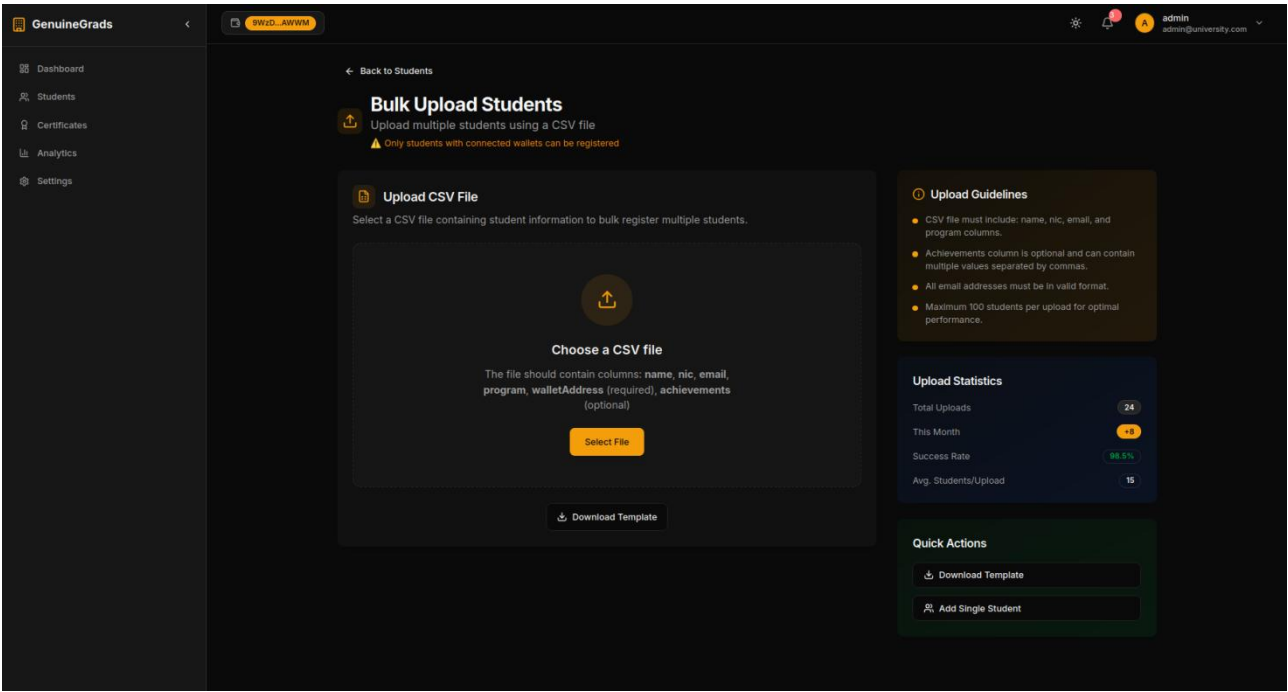 GenuineGrads
9WzD...AWWM
admin
admin@university.com
A
Dashboard
Students
Certificates
Analytics
Settings
Back to Students
Bulk Upload Students
Upload multiple students using a CSV file
Only students with connected wallets can be registered
Upload CSV File
Select a CSV file containing student information to bulk register multiple students.
Choose a CSV file
The file should contain columns: name, nic, email,
program, walletAddress (required), achievements
(optional)
Select File
Download Template
Upload Guidelines
CSV file must include: name, nic, email, and
program columns.
Achievements column is optional and can contain
multiple values separated by commas.
All email addresses must be in valid format.
Maximum 100 students per upload for optimal
performance.
Upload Statistics
Total Uploads 24
This Month +8
Success Rate 98.5%
Avg. Students/Upload 15
Quick Actions
Download Template
Add Single Student